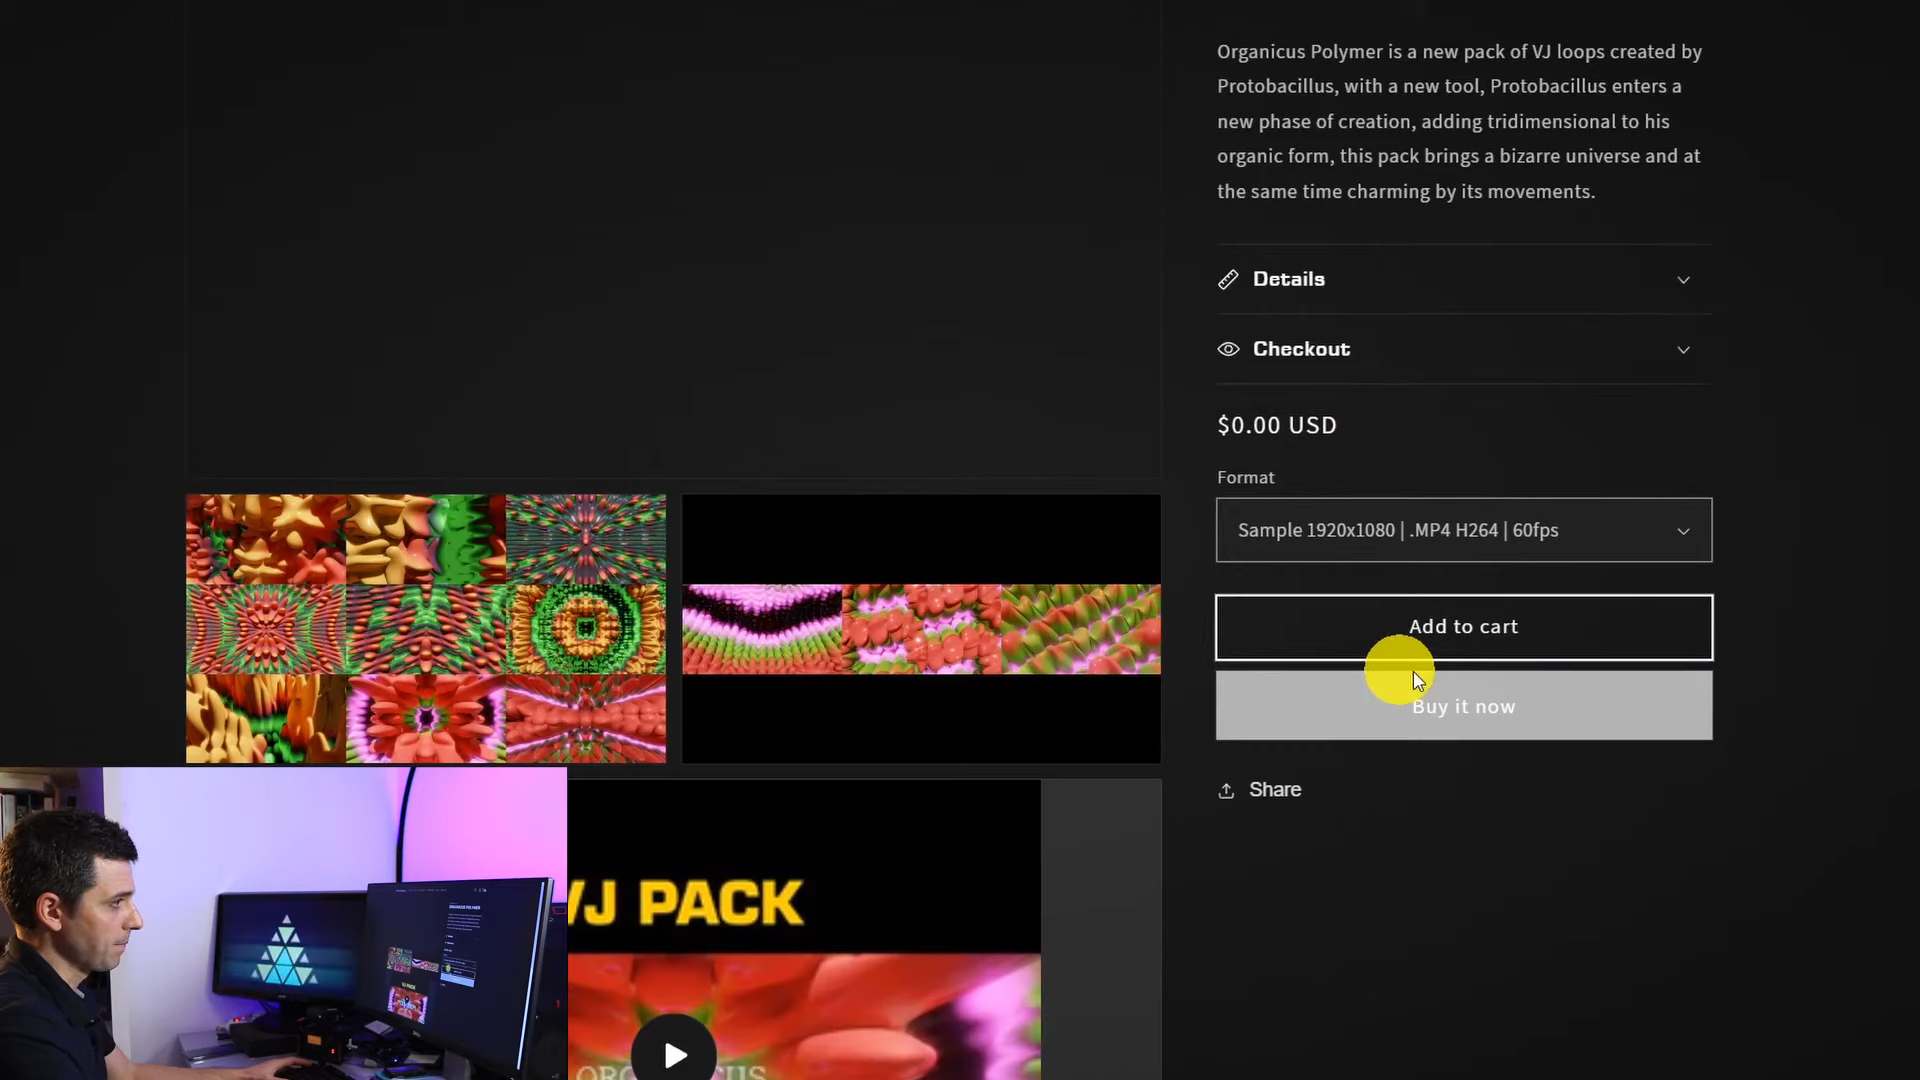 Organicus Polymer is a new pack of VJ loops created by
Protobacillus, with a new tool, Protobacillus enters a
new phase of creation, adding tridimensional to his
organic form, this pack brings a bizarre universe and at
the same time charming by its movements.
Details
Checkout
$0.00 USD
Format
Sample 1920x1080 | .MP4 H264 | 60fps
Add to cart
Buy it now
Share
VJ PACK